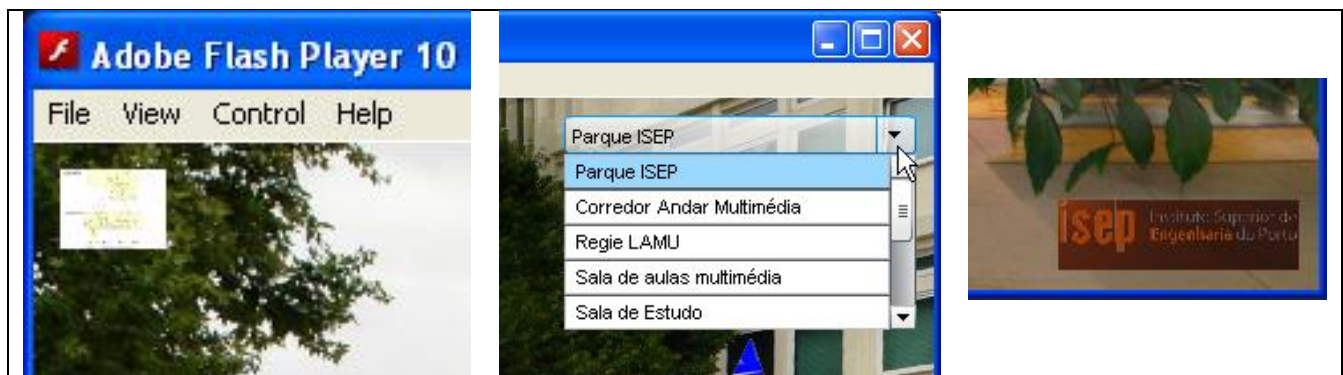 Adobe Flash Player 10
File View Control Help
Parque ISEP
Parque ISEP
Corredor Andar Multimédia
Regie LAMU
Sala de aulas multimédia
Sala de Estudo
isep
Instituto Superior de
Engenharia do Porto